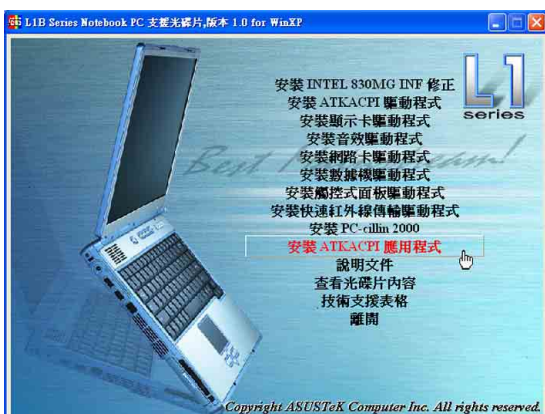 L1B Series Notebook PC 支援光碟片,版本 1.0 for WinXP
L1
series
安裝 INTEL 830MG INF 修正
安裝 ATKACPI 驅動程式
安裝顯示卡驅動程式
安裝音效驅動程式
安裝網路卡驅動程式
安裝數據機驅動程式
安裝觸控式面板驅動程式
安裝快速紅外線傳輸驅動程式
安裝 PC-cillin 2000
安裝 ATKACPI 應用程式
說明文件
查看光碟片內容
技術支援表格
離開
Best
Copyright ASUSTeK Computer Inc. All rights reserved.